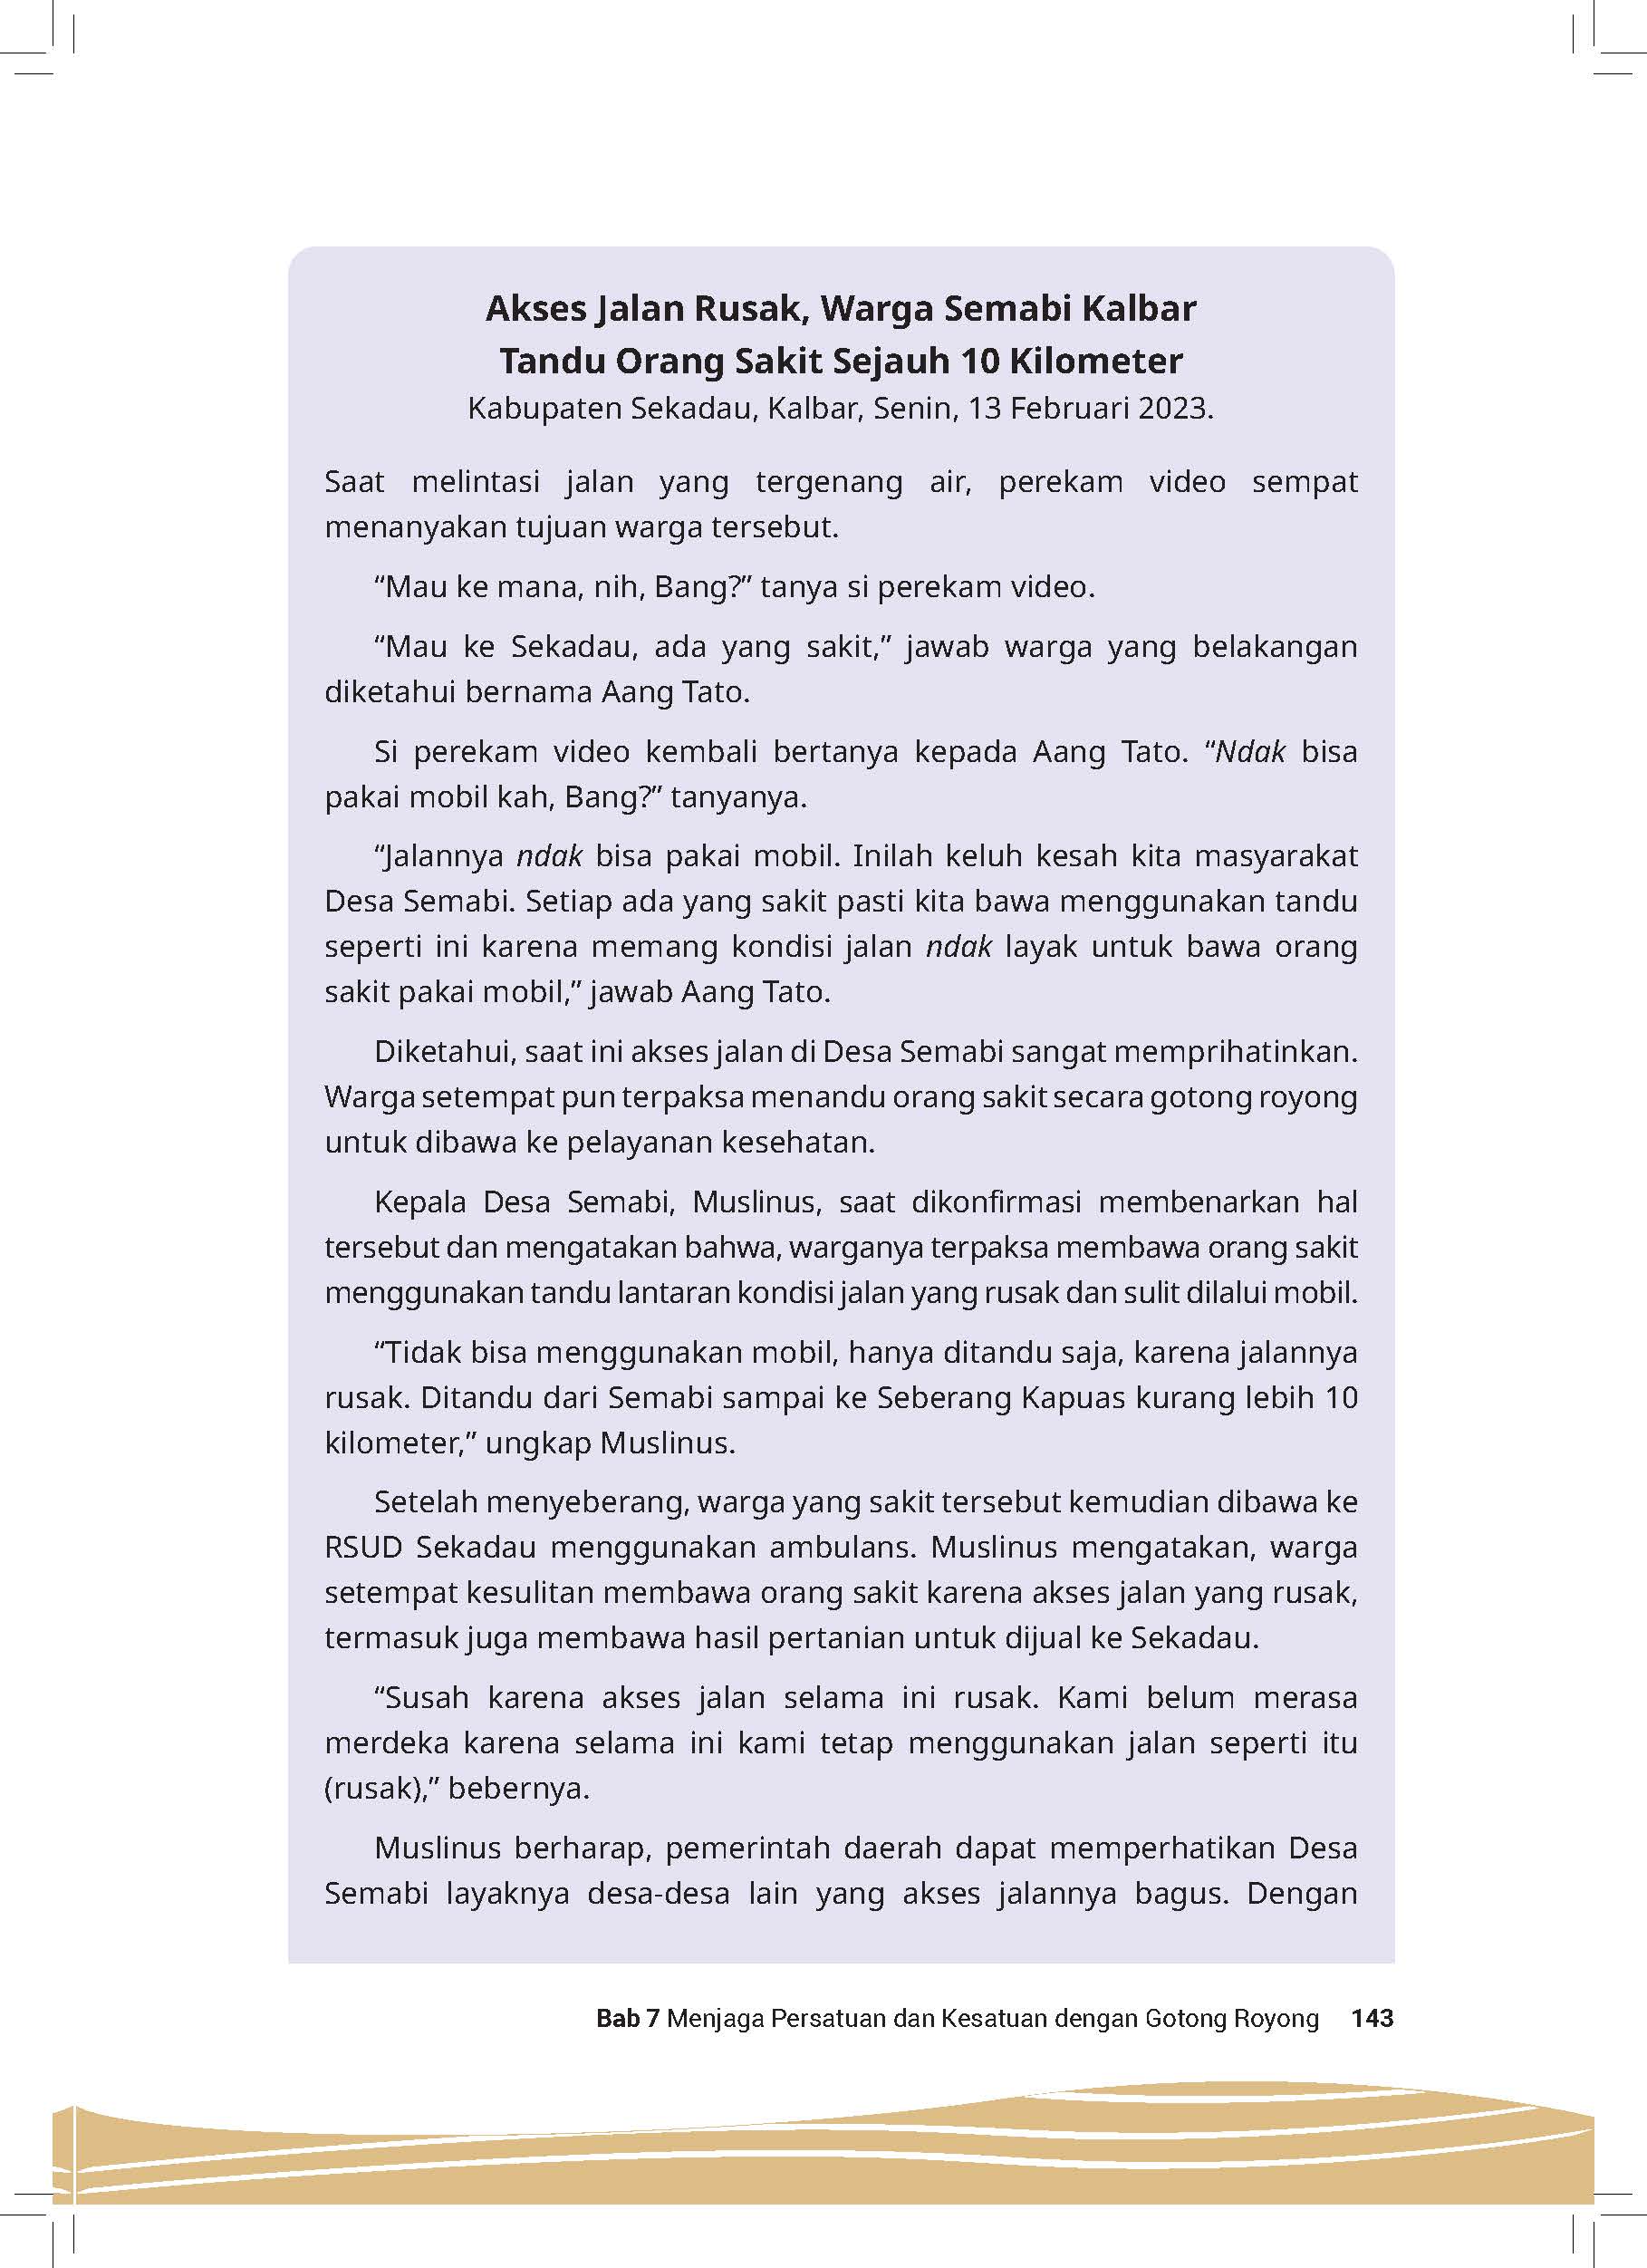 Akses Jalan Rusak, Warga Semabi Kalbar
Tandu Orang Sakit Sejauh 10 Kilometer
Kabupaten Sekadau, Kalbar, Senin, 13 Februari 2023.
Saat melintasi jalan yang tergenang air, perekam video sempat
menanyakan tujuan warga tersebut.
“Mau ke mana, nih, Bang?” tanya si perekam video.
“Mau ke Sekadau, ada yang sakit,” jawab warga yang belakangan
diketahui bernama Aang Tato.
Si perekam video kembali bertanya kepada Aang Tato. “Ndak bisa
pakai mobil kah, Bang?” tanyanya.
“Jalannya ndak bisa pakai mobil. Inilah keluh kesah kita masyarakat
Desa Semabi. Setiap ada yang sakit pasti kita bawa menggunakan tandu
seperti ini karena memang kondisi jalan ndak layak untuk bawa orang
sakit pakai mobil,” jawab Aang Tato.
Diketahui, saat ini akses jalan di Desa Semabi sangat memprihatinkan.
Warga setempat pun terpaksa menandu orang sakit secara gotong royong
untuk dibawa ke pelayanan kesehatan.
Kepala Desa Semabi, Muslinus, saat dikonfirmasi membenarkan hal
tersebut dan mengatakan bahwa, warganya terpaksa membawa orang sakit
menggunakan tandu lantaran kondisi jalan yang rusak dan sulit dilalui mobil.
“Tidak bisa menggunakan mobil, hanya ditandu saja, karena jalannya
rusak. Ditandu dari Semabi sampai ke Seberang Kapuas kurang lebih 10
kilometer,” ungkap Muslinus.
Setelah menyeberang, warga yang sakit tersebut kemudian dibawa ke
RSUD Sekadau menggunakan ambulans. Muslinus mengatakan, warga
setempat kesulitan membawa orang sakit karena akses jalan yang rusak,
termasuk juga membawa hasil pertanian untuk dijual ke Sekadau.
“Susah karena akses jalan selama ini rusak. Kami belum merasa
merdeka karena selama ini kami tetap menggunakan jalan seperti itu
(rusak),” bebernya.
Muslinus berharap, pemerintah daerah dapat memperhatikan Desa
Semabi layaknya desa-desa lain yang akses jalannya bagus. Dengan
Bab 7 Menjaga Persatuan dan Kesatuan dengan Gotong Royong 143